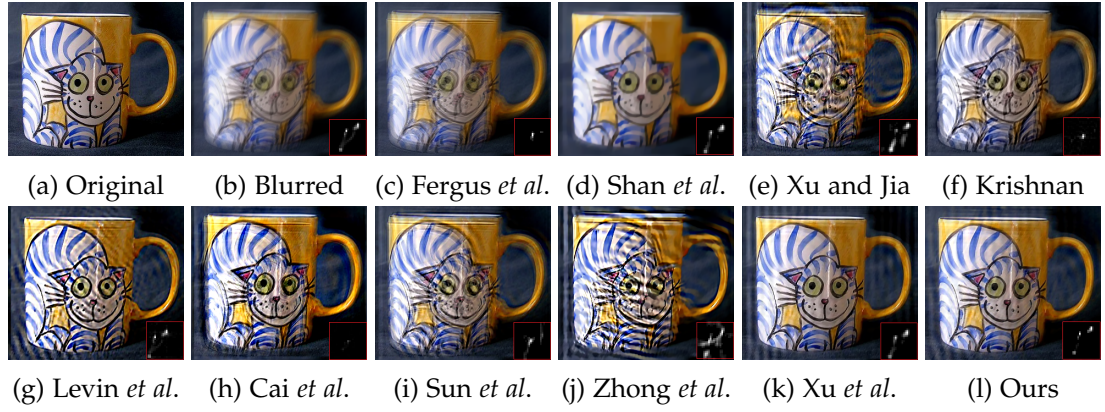 (a) Original (b) Blurred (c) Fergus et al. (d) Shan et al. (e) Xu and Jia (f) Krishnan
(g) Levin et al. (h) Cai et al. (i) Sun et al. (j) Zhong et al. (k) Xu et al. (l) Ours